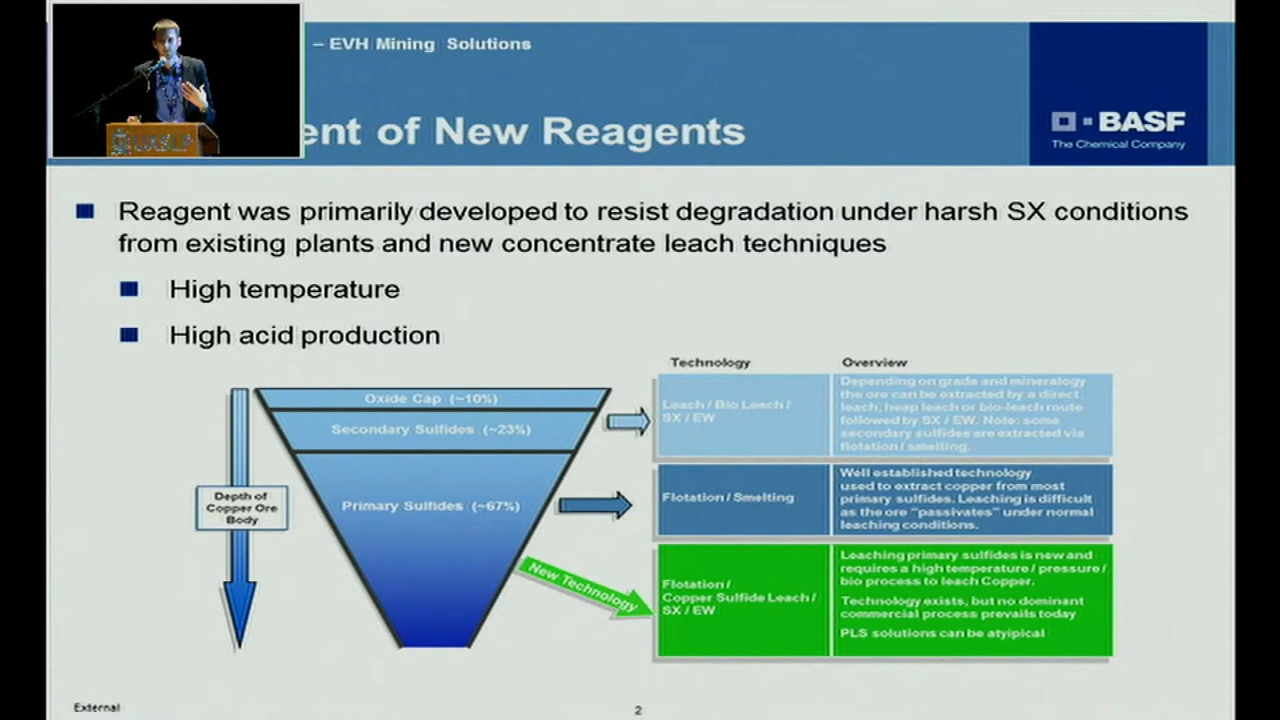 – EVH Mining Solutions
ent of New Reagents
BASF
The Chemical Company
UASLP
Reagent was primarily developed to resist degradation under harsh SX conditions
from existing plants and new concentrate leach techniques
High temperature
High acid production
Technology
Overview
Oxide Cap (~10%)
Secondary Sulfides (~23%)
Primary Sulfides (~67%)
Depth of
Copper Ore
Body
New Technology
Leach / Bio Leach /
SX / EW
Depending on grade and mineralogy
the ore can be extracted by a direct
leach, heap leach or bio-leach route
followed by SX / EW. Note: some
secondary sulfides are extracted via
flotation / smelting.
Flotation / Smelting
Well established technology
used to extract copper from most
primary sulfides. Leaching is difficult
as the ore "passivates" under normal
leaching conditions.
Flotation /
Copper Sulfide Leach /
SX / EW
Leaching primary sulfides is new and
requires a high temperature / pressure /
bio process to leach Copper.
Technology exists, but no dominant
commercial process prevails today
PLS solutions can be atyipical
External
2